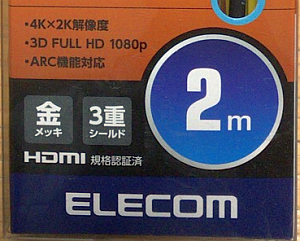 ・4K×2K解像度
・3D FULL HD 1080p
・ARC機能対応
金
メッキ
3重
シールド
2m
HDMI 規格認証済
ELECOM